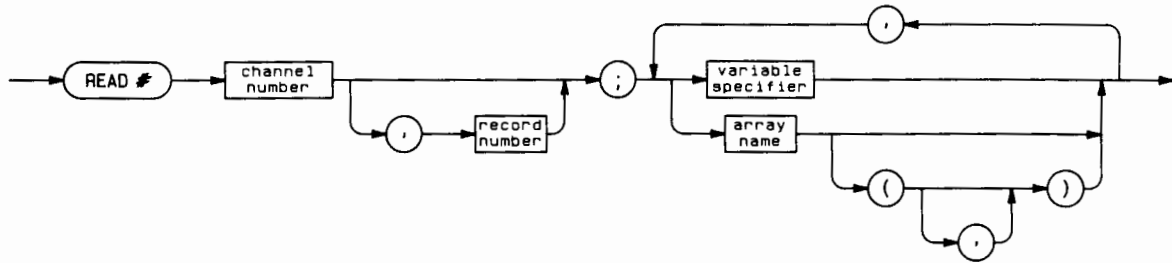 ,
READ #
channel
number
;
variable
specifier
,
record
number
array
name
(
)
,